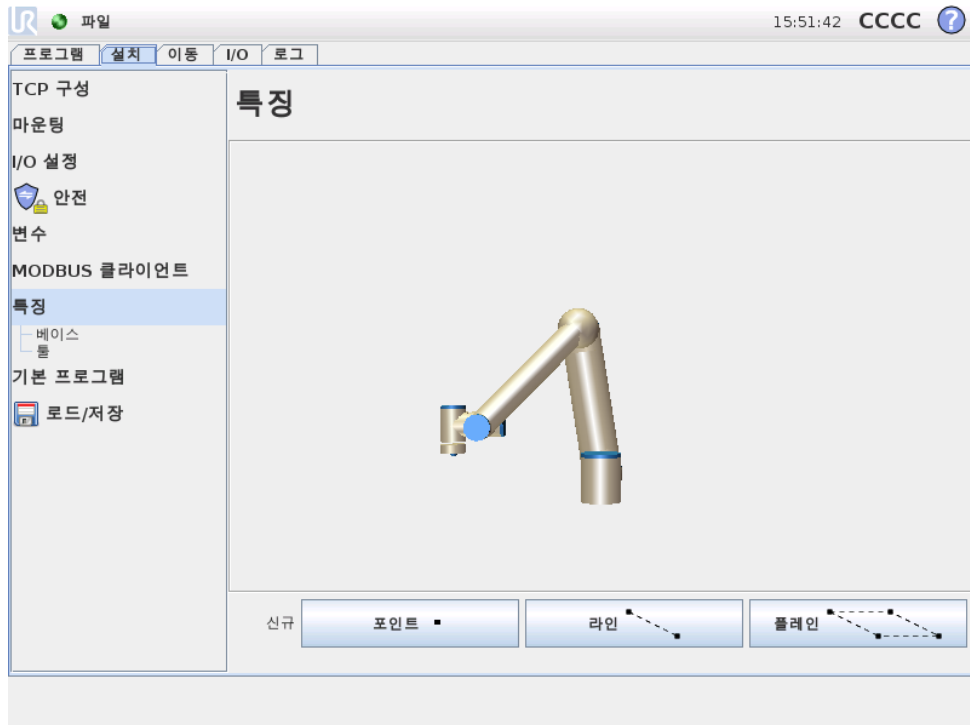 UR 파일 15:51:42 CCCC ?
프로그램 설치 이동 I/O 로그
TCP 구성
특징
마운팅
I/O 설정
안전
변수
MODBUS 클라이언트
특징
베이스
툴
기본 프로그램
로드/저장
신규 포인트 라인 플레인